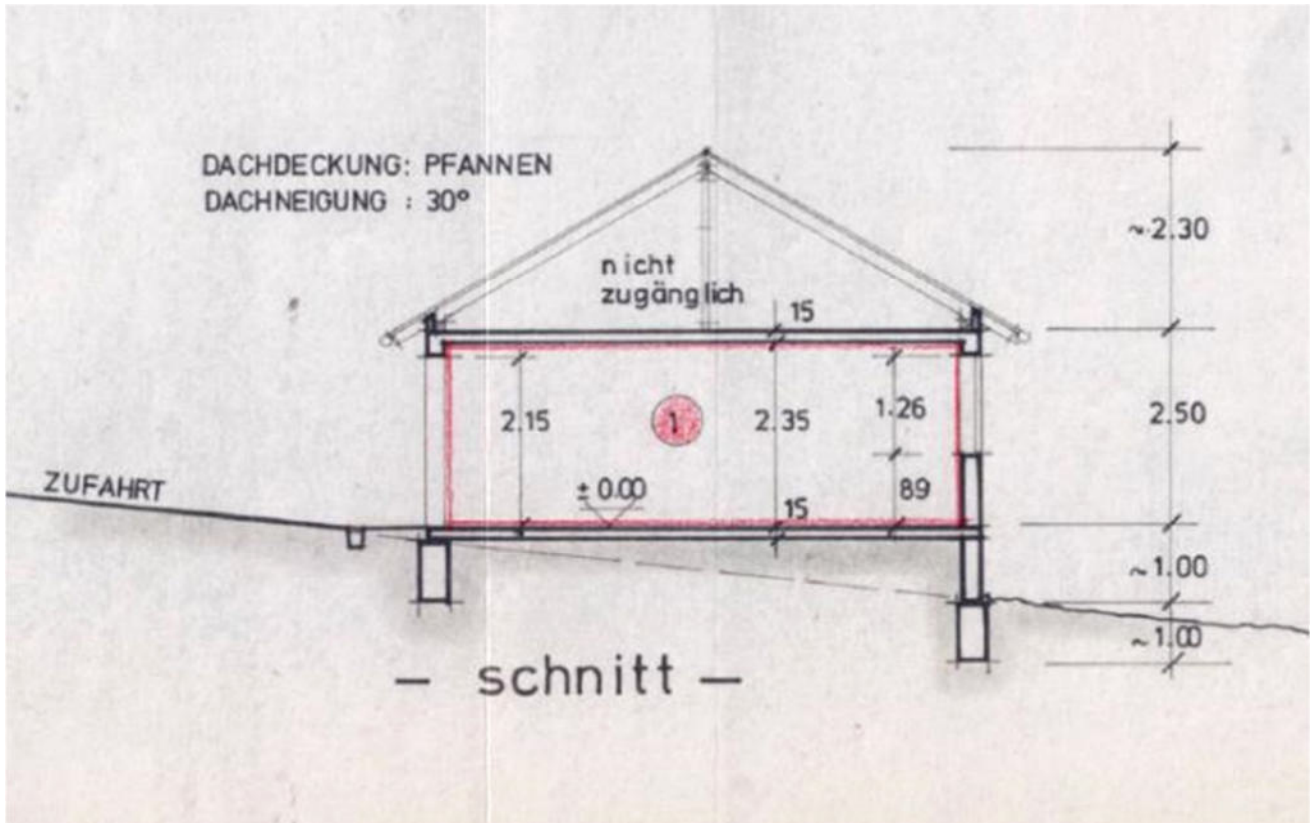 DACHDECKUNG: PFANNEN
DACHNEIGUNG : 30°
~2.30
nicht
zugänglich
15
2.15
1
2.35
1.26
2.50
ZUFAHRT
± 0.00
15
89
~1.00
~1.00
– schnitt –